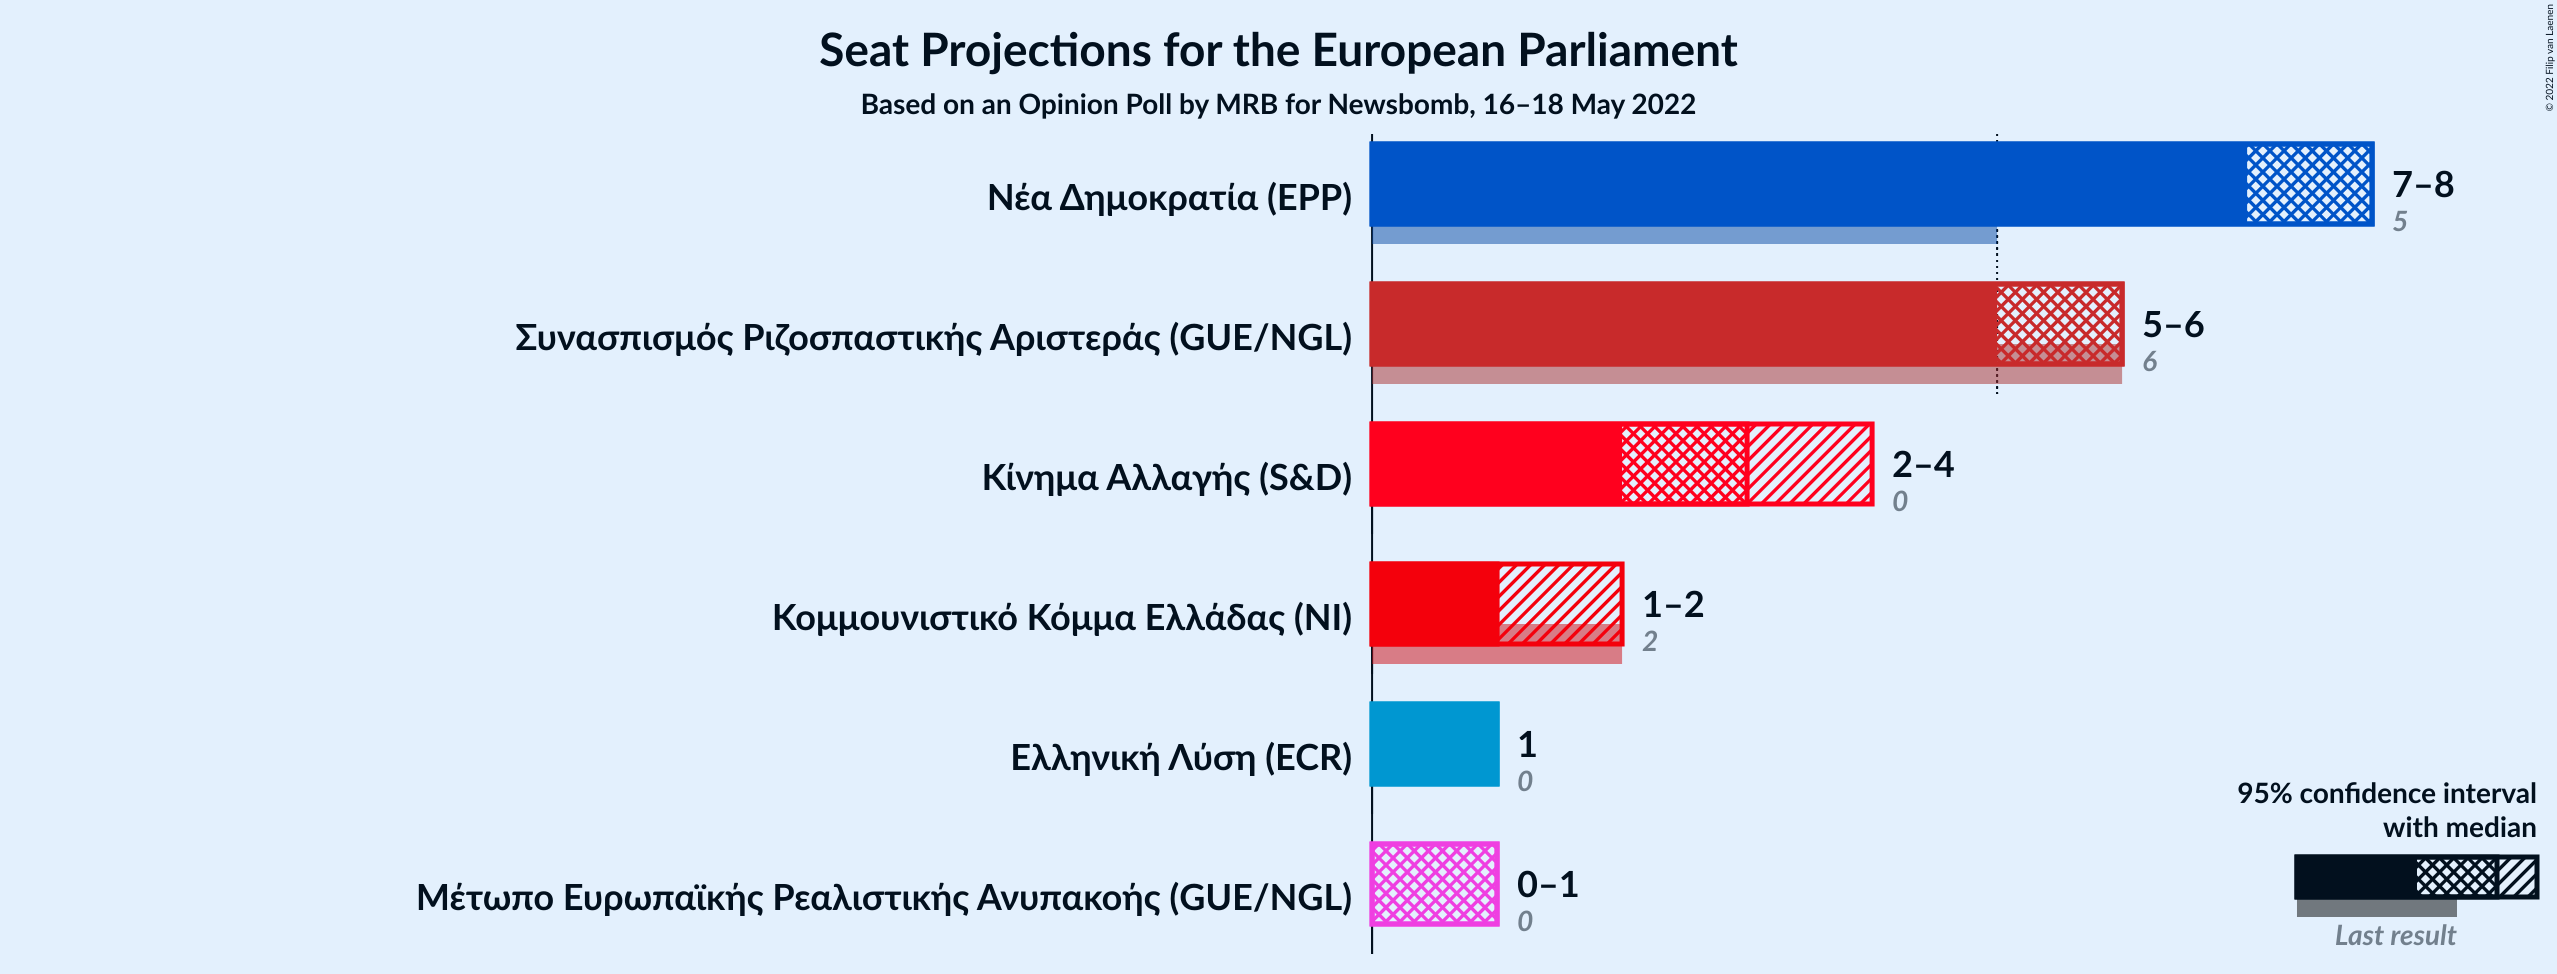 Seat Projections for the European Parliament
Based on an Opinion Poll by MRB for Newsbomb, 16–18 May 2022
© 2022 Filip van Laenen
Νέα Δημοκρατία (EPP)
7–8
5
Συνασπισμός Ριζοσπαστικής Αριστεράς (GUE/NGL)
5–6
6
Κίνημα Αλλαγής (S&D)
2–4
0
Κομμουνιστικό Κόμμα Ελλάδας (NI)
1–2
2
Ελληνική Λύση (ECR)
1
0
Μέτωπο Ευρωπαϊκής Ρεαλιστικής Ανυπακοής (GUE/NGL)
0–1
0
95% confidence interval
with median
Last result